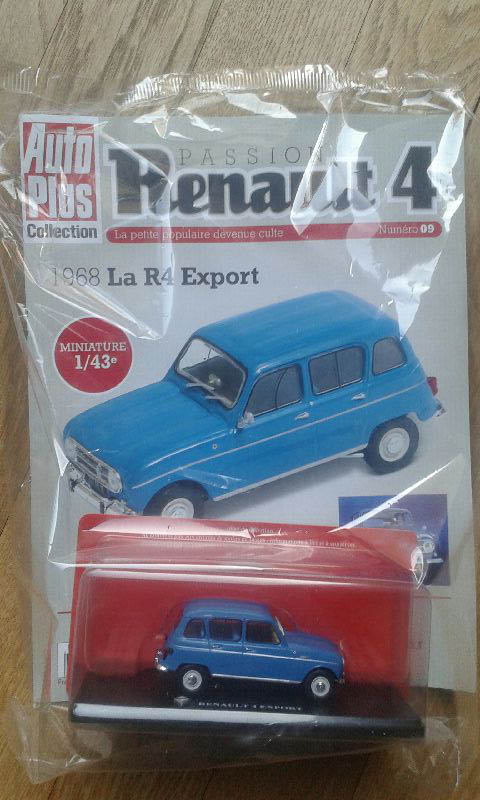 Auto
Plus
Collection
PASSION
Renault 4
La petite populaire devenue culte
Numéro 09
1968 La R4 Export
MINIATURE
1/43e
RENAULT 4 EXPORT